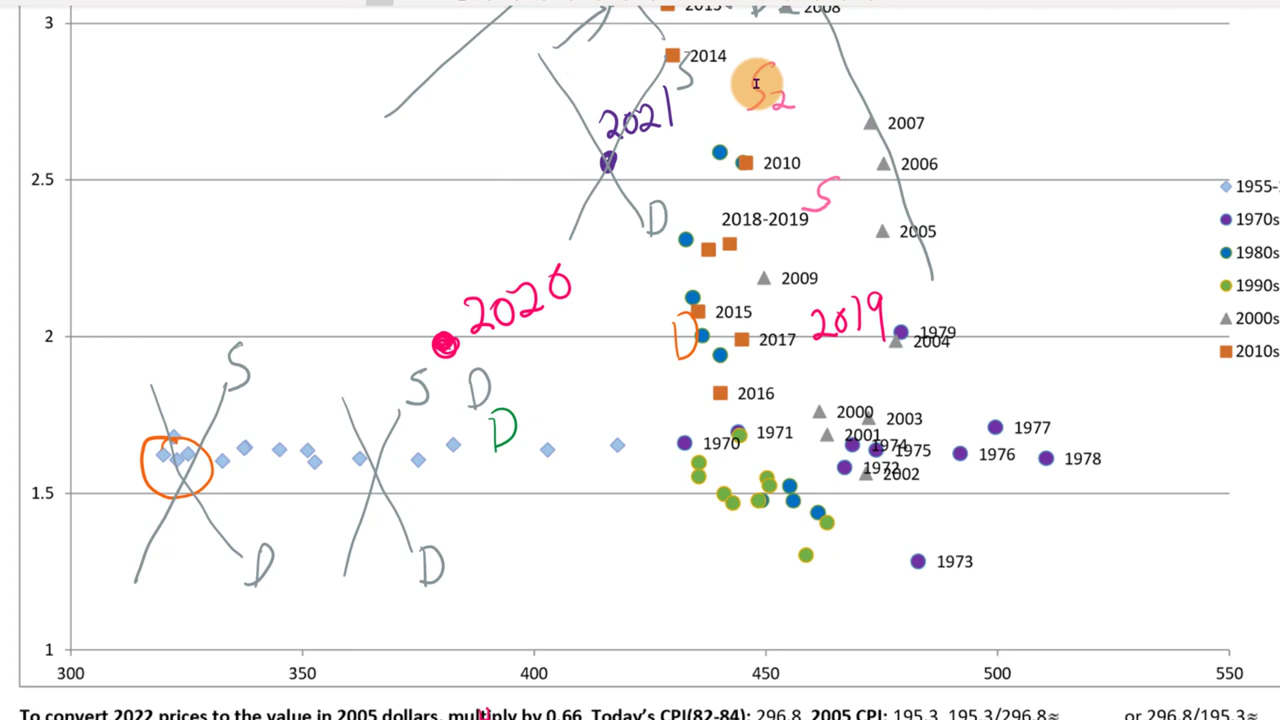 2008
3
2013
2014
S
S2
2021
2007
2010
2006
2.5
1955-
S
D
2018-2019
1970s
2005
1980s
2009
2020
1990s
2015
2019
2000s
2
D
2017
1979
2004
2010s
S
S
D
2016
2000
2003
D
1970
1971
2001
1974
1975
1977
1976
1978
1972
2002
1.5
D
D
1973
1
300
350
400
450
500
550
To convert 2022 prices to the value in 2005 dollars, multiply by 0.66. Today's CPI(82-84): 296.8, 2005 CPI: 195.3, 195.3/296.8≈ or 296.8/195.3≈